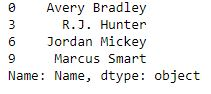 0    Avery Bradley
3      R.J. Hunter
6    Jordan Mickey
9     Marcus Smart
Name: Name, dtype: object